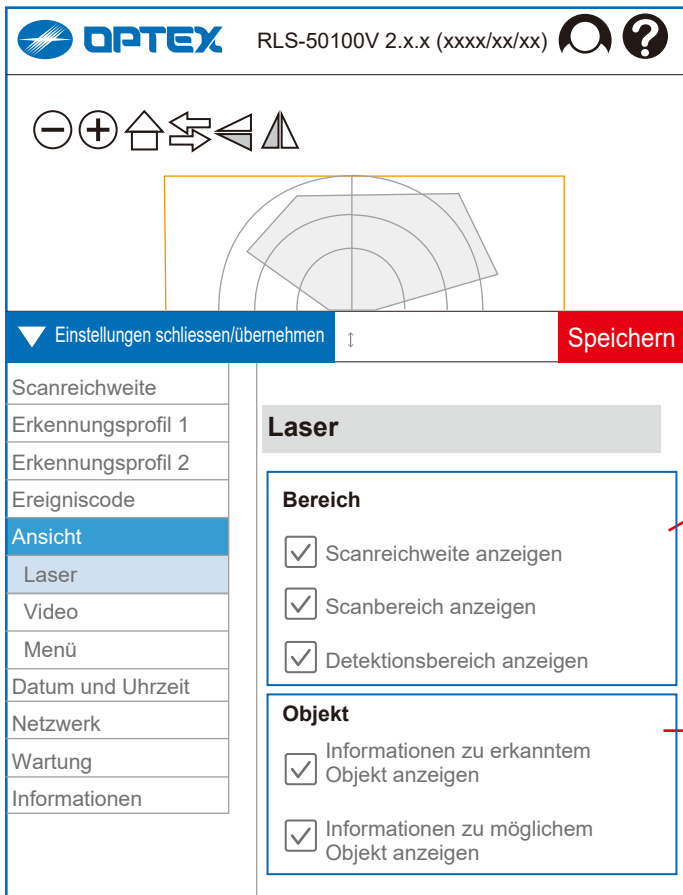 OPTEX RLS-50100V 2.x.x (xxxx/xx/xx)
Einstellungen schliessen/übernehmen
Speichern
Scanreichweite
Erkennungsprofil 1
Erkennungsprofil 2
Ereigniscode
Ansicht
Laser
Video
Menü
Datum und Uhrzeit
Netzwerk
Wartung
Informationen
Laser
Bereich
Scanreichweite anzeigen
Scanbereich anzeigen
Detektionsbereich anzeigen
Objekt
Informationen zu erkanntem
Objekt anzeigen
Informationen zu möglichem
Objekt anzeigen